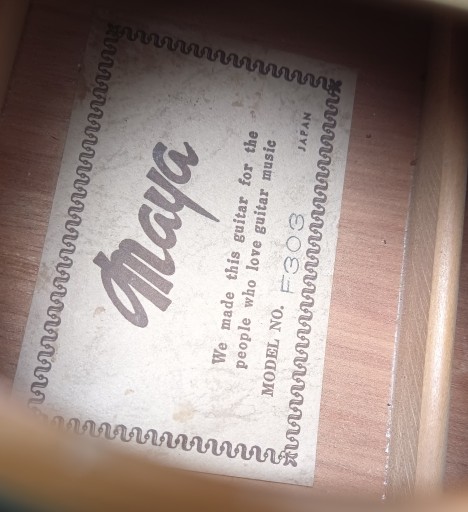 Maya
We made this guitar for the
people who love guitar music
MODEL NO. F303
JAPAN